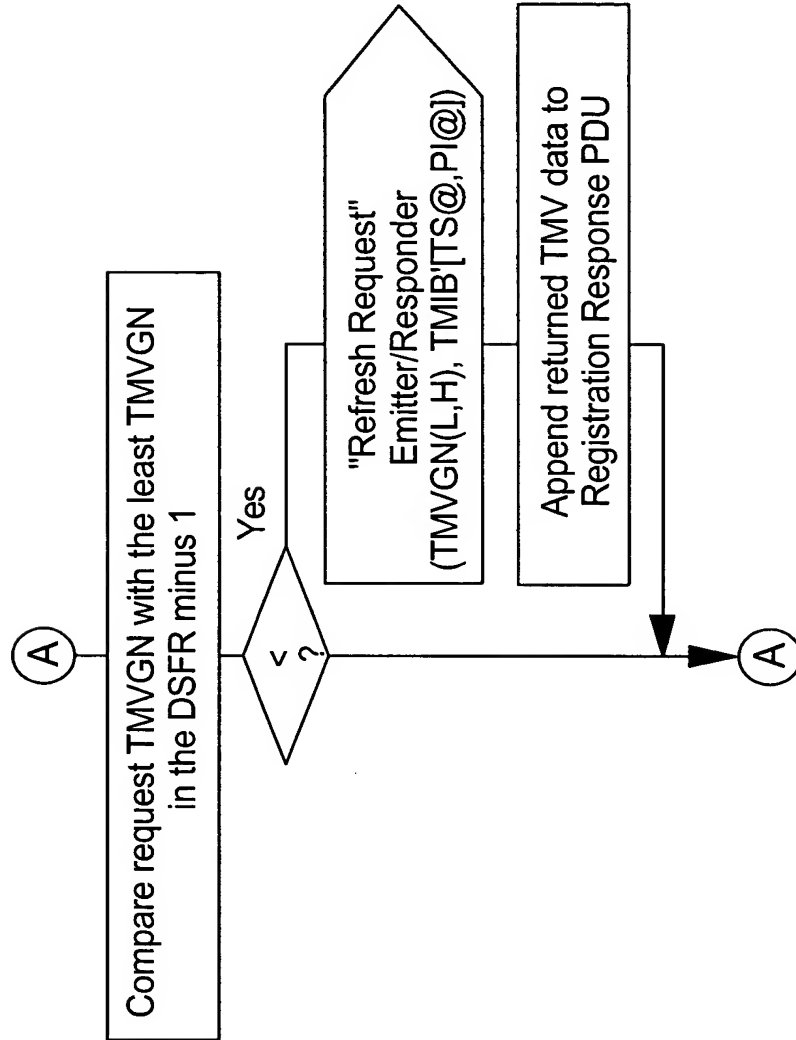 A
Compare request TMVGN with the least TMVGN
in the DSFR minus 1
<
?
Yes
"Refresh Request"
Emitter/Responder
(TMVGN(L,H), TMIB'[TS@,PI@])
Append returned TMV data to
Registration Response PDU
A